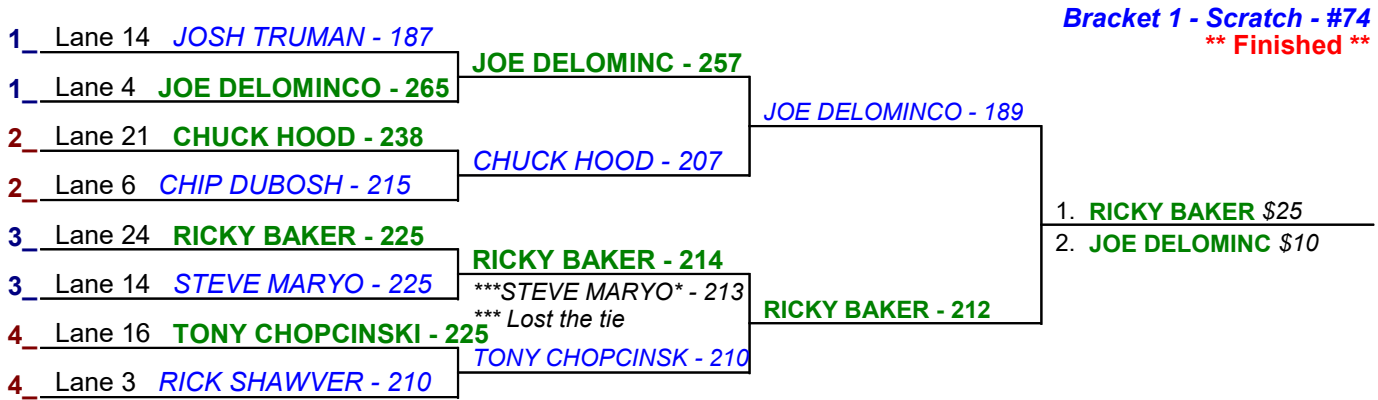 Bracket 1 - Scratch - #74
** Finished **
1_ Lane 14 JOSH TRUMAN - 187
JOE DELOMINC - 257
1_ Lane 4 JOE DELOMINCO - 265
JOE DELOMINCO - 189
2_ Lane 21 CHUCK HOOD - 238
CHUCK HOOD - 207
2_ Lane 6 CHIP DUBOSH - 215
1. RICKY BAKER $25
3_ Lane 24 RICKY BAKER - 225
2. JOE DELOMINC $10
RICKY BAKER - 214
3_ Lane 14 STEVE MARYO - 225
***STEVE MARYO* - 213
RICKY BAKER - 212
*** Lost the tie
4_ Lane 16 TONY CHOPCINSKI - 225
TONY CHOPCINSK - 210
4_ Lane 3 RICK SHAWVER - 210